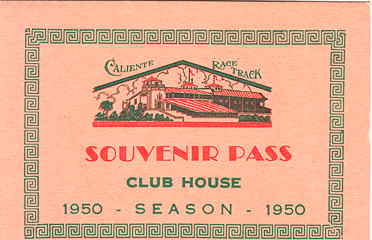 CALIENTE RACE TRACK
SOUVENIR PASS
CLUB HOUSE
1950 - SEASON - 1950